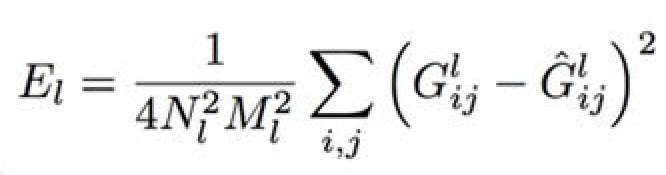 E_l = \frac{1}{4N_l^2 M_l^2} \sum_{i,j} \left( G_{ij}^l - \hat{G}_{ij}^l \right)^2